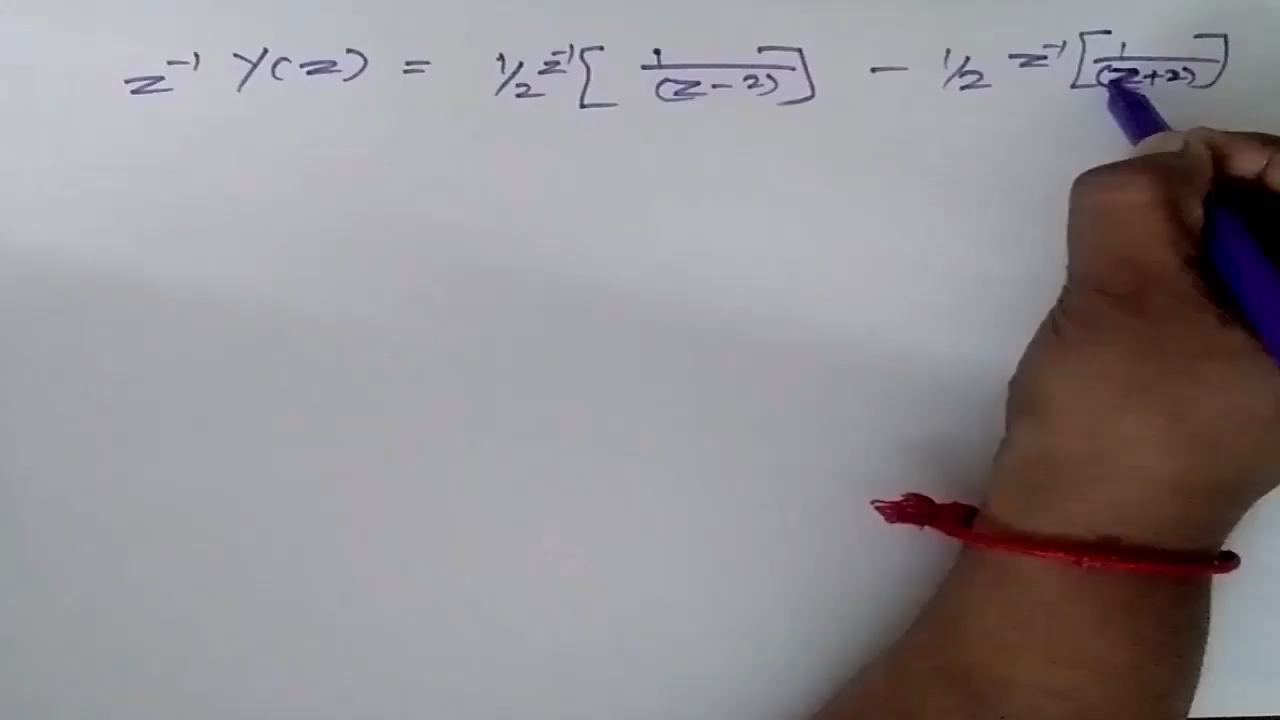 z⁻¹ Y(z) = ½ z⁻¹ [ 1/(z-2) ] - ½ z⁻¹ [ 1/(z+2) ]